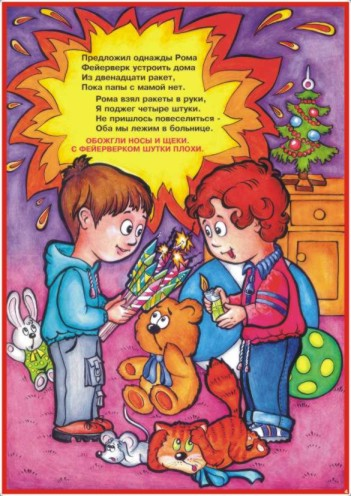 Предложил однажды Рома
Фейерверк устроить дома
Из двенадцати ракет,
Пока папы с мамой нет.
Рома взял ракеты в руки,
Я поджег четыре штуки.
Не пришлось повеселиться -
Оба мы лежим в больнице.
ОБОЖГЛИ НОСЫ И ЩЕКИ.
С ФЕЙЕРВЕРКОМ ШУТКИ ПЛОХИ.